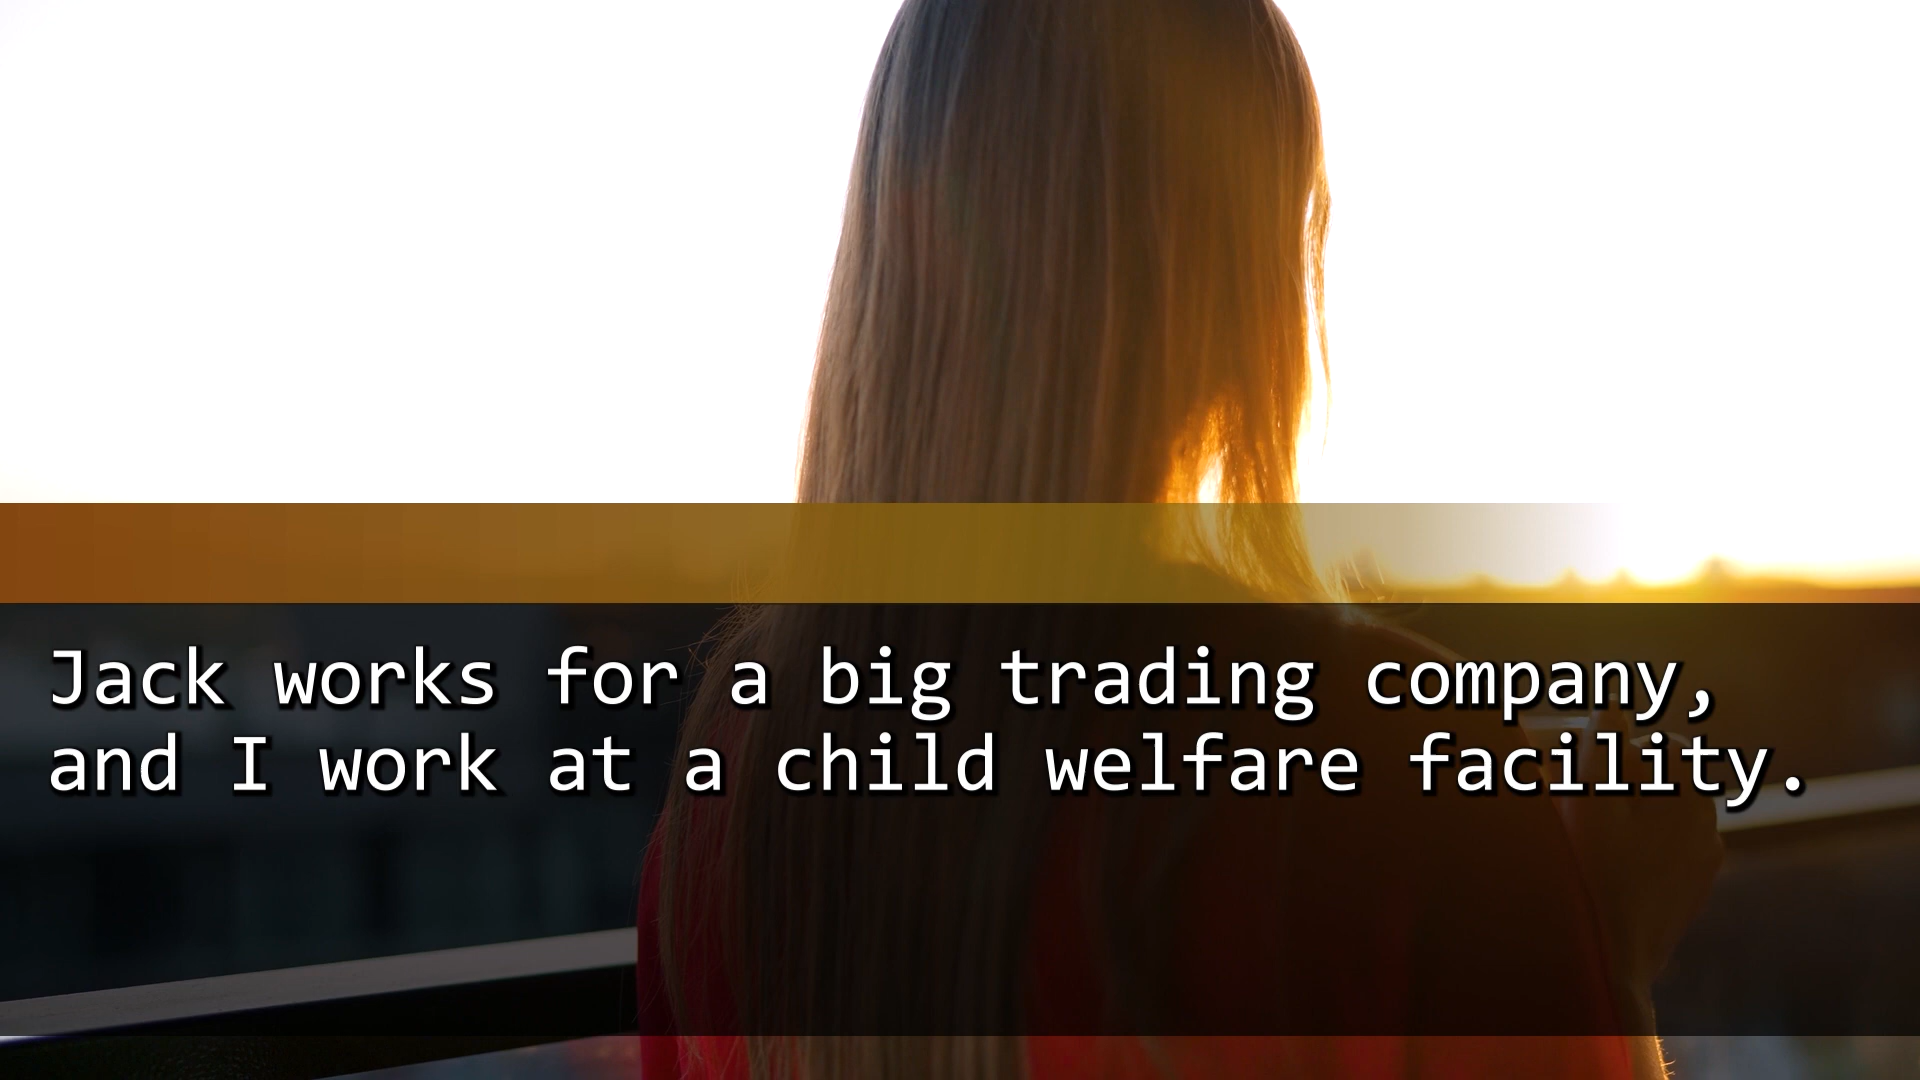 Jack works for a big trading company,
and I work at a child welfare facility.